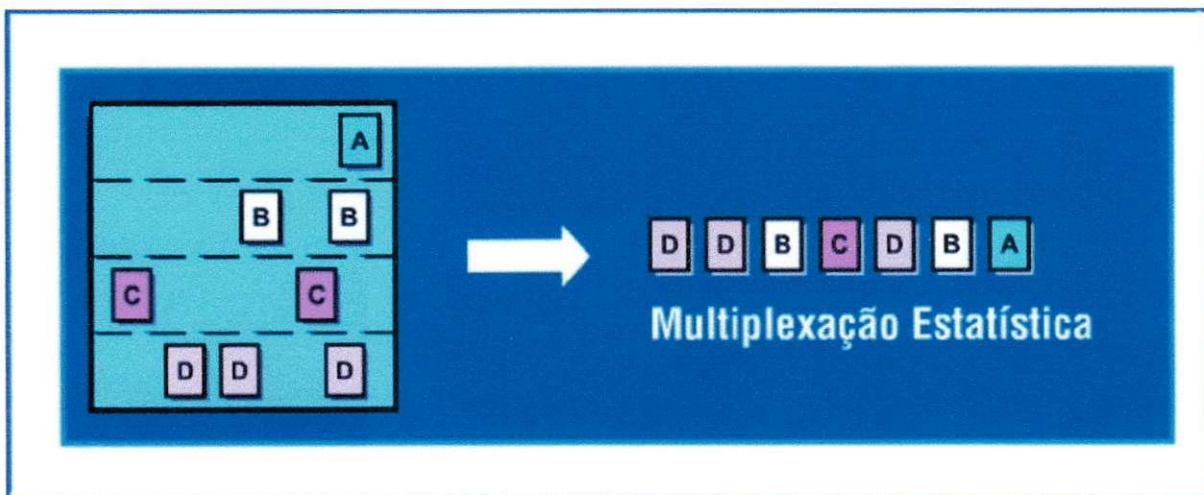 A
B B
D D B C D B A
C C
Multiplexação Estatística
D D D